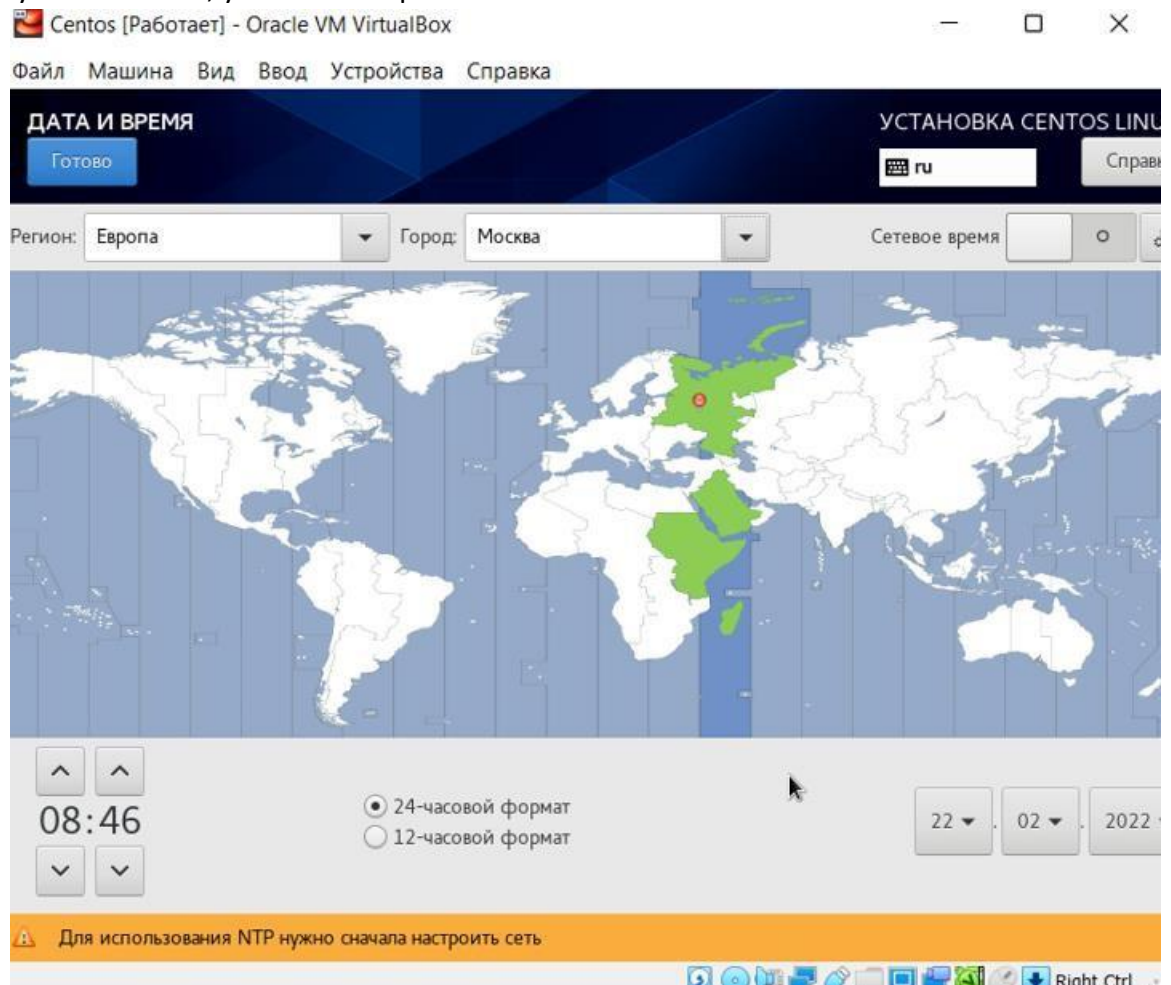 Centos [Работает] - Oracle VM VirtualBox
Файл Машина Вид Ввод Устройства Справка
ДАТА И ВРЕМЯ
УСТАНОВКА CENTOS LINU
Готово
ru
Справк
Регион: Европа Город: Москва Сетевое время
08:46
24-часовой формат
12-часовой формат
22 . 02 . 2022
Для использования NTP нужно сначала настроить сеть
Right Ctrl